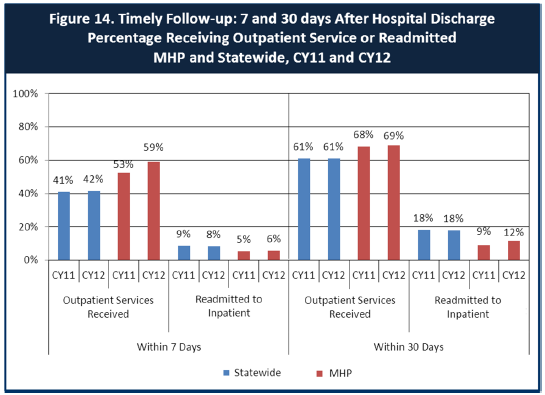 Figure 14. Timely Follow-up: 7 and 30 days After Hospital Discharge
Percentage Receiving Outpatient Service or Readmitted
MHP and Statewide, CY11 and CY12
100%
80%
60%
40%
20%
0%
41% 42% 53% 59% 9% 8% 5% 6% 61% 61% 68% 69% 18% 18% 9% 12%
CY11 CY12 CY11 CY12 CY11 CY12 CY11 CY12 CY11 CY12 CY11 CY12 CY11 CY12 CY11 CY12
Outpatient Services Readmitted to Outpatient Services Readmitted to
Received Inpatient Received Inpatient
Within 7 Days Within 30 Days
Statewide MHP